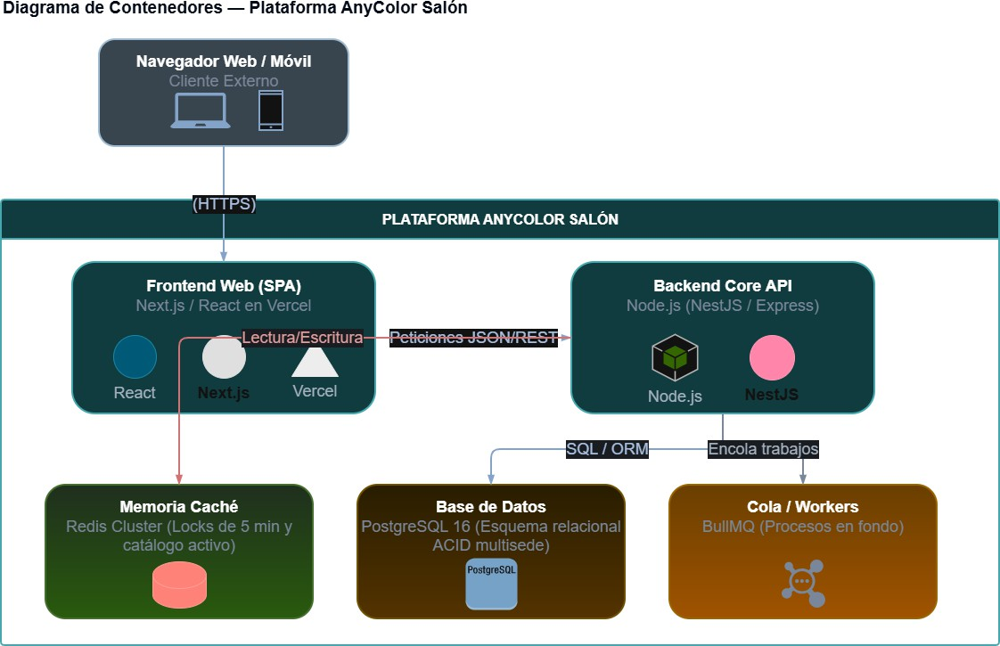 Diagrama de Contenedores — Plataforma AnyColor Salón
Navegador Web / Móvil
Cliente Externo
(HTTPS)
PLATAFORMA ANYCOLOR SALÓN
Frontend Web (SPA)
Next.js / React en Vercel
React
Next.js
Vercel
Lectura/Escritura
Peticiones JSON/REST
Backend Core API
Node.js (NestJS / Express)
Node.js
NestJS
SQL / ORM
Encola trabajos
Memoria Caché
Redis Cluster (Locks de 5 min y
catálogo activo)
Base de Datos
PostgreSQL 16 (Esquema relacional
ACID multisede)
PostgreSQL
Cola / Workers
BullMQ (Procesos en fondo)